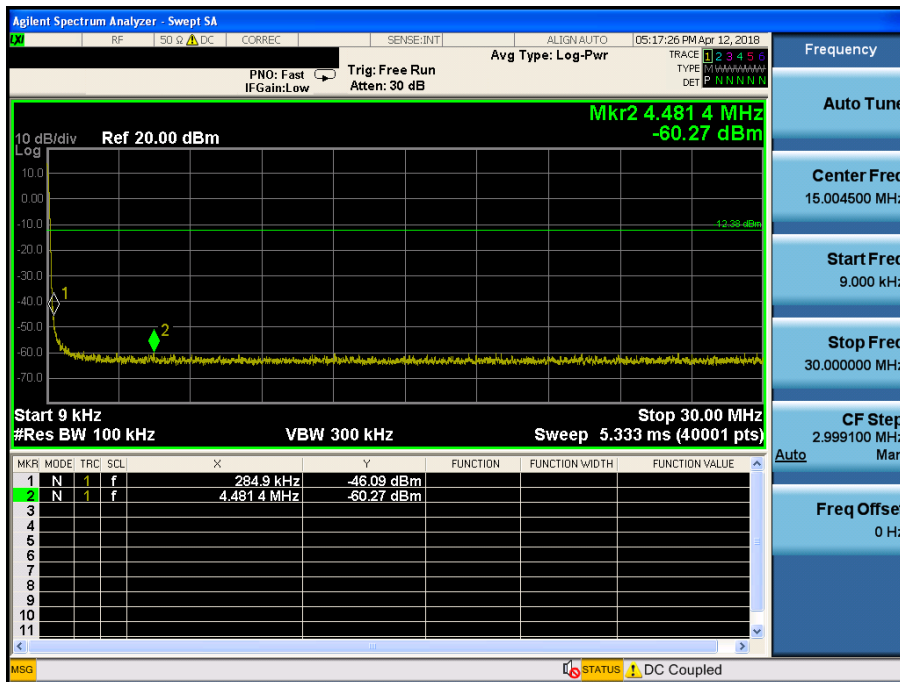 Agilent Spectrum Analyzer - Swept SA
LXI RF 50 Ω DC CORREC SENSE:INT ALIGN AUTO 05:17:26 PM Apr 12, 2018
Avg Type: Log-Pwr TRACE 1 2 3 4 5 6
PNO: Fast Trig: Free Run TYPE M
IFGain:Low Atten: 30 dB DET P N N N N N
Mkr2 4.481 4 MHz
-60.27 dBm
10 dB/div Ref 20.00 dBm
Log
10.0
0.00
-10.0
-12.38 dBm
-20.0
-30.0
1
-40.0
-50.0
2
-60.0
-70.0
Start 9 kHz Stop 30.00 MHz
#Res BW 100 kHz VBW 300 kHz Sweep 5.333 ms (40001 pts)
MKR MODE TRC SCL X Y FUNCTION FUNCTION WIDTH FUNCTION VALUE
1 N 1 f 284.9 kHz -46.09 dBm
2 N 1 f 4.481 4 MHz -60.27 dBm
3
4
5
6
7
8
9
10
11
MSG STATUS DC Coupled
Frequency
Auto Tune
Center Freq
15.004500 MHz
Start Freq
9.000 kHz
Stop Freq
30.000000 MHz
CF Step
2.999100 MHz
Auto Man
Freq Offset
0 Hz